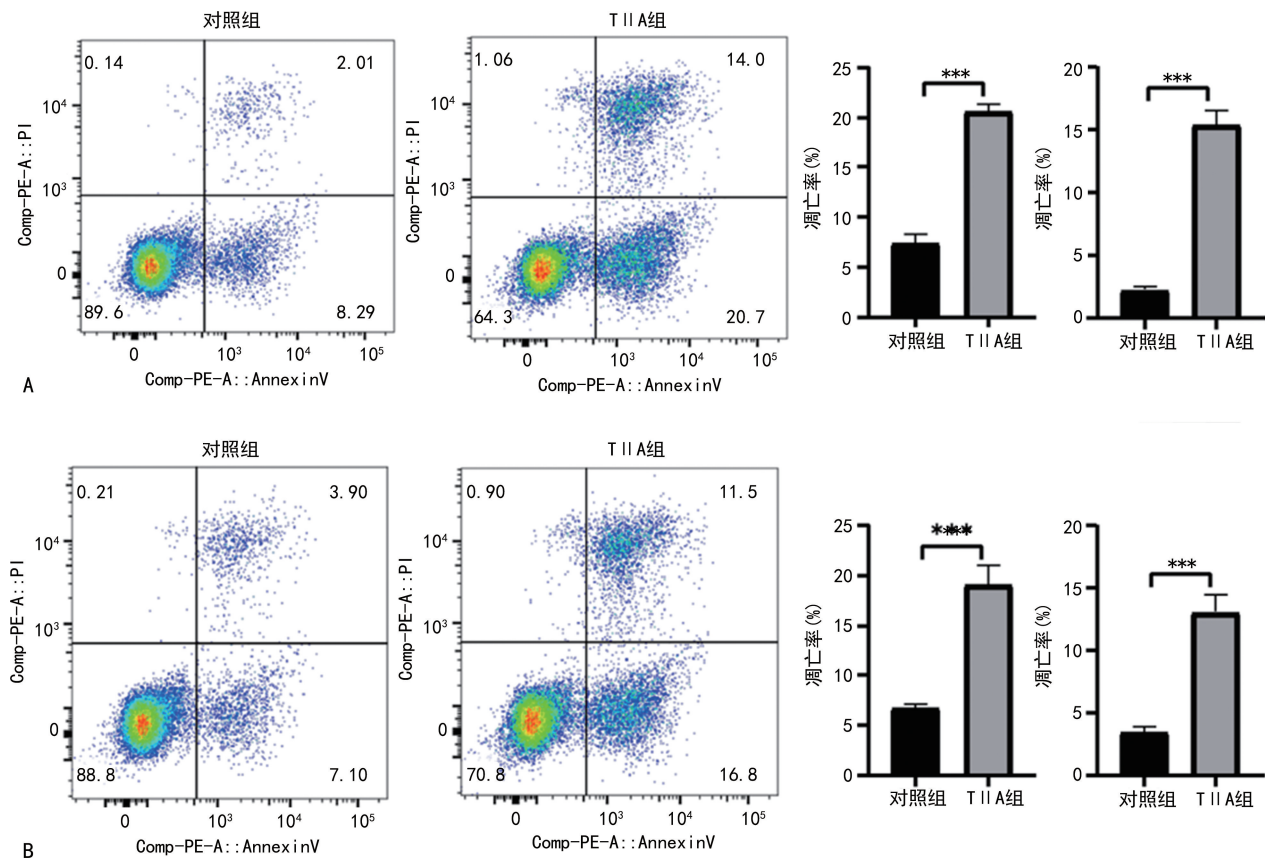 对照组
0.14
2.01
89.6
8.29
10⁴
10³
0
Comp-PE-A::PI
0
10³
10⁴
10⁵
Comp-PE-A::AnnexinV
TⅡA组
1.06
14.0
64.3
20.7
10⁴
10³
0
Comp-PE-A::PI
0
10³
10⁴
10⁵
Comp-PE-A::AnnexinV
25
20
15
10
5
0
凋亡率(%)
***
对照组
TⅡA组
20
15
10
5
0
凋亡率(%)
***
对照组
TⅡA组
A
对照组
0.21
3.90
88.8
7.10
10⁴
10³
0
Comp-PE-A::PI
0
10³
10⁴
10⁵
Comp-PE-A::AnnexinV
TⅡA组
0.90
11.5
70.8
16.8
10⁴
10³
0
Comp-PE-A::PI
0
10³
10⁴
10⁵
Comp-PE-A::AnnexinV
25
20
15
10
5
0
凋亡率(%)
***
对照组
TⅡA组
20
15
10
5
0
凋亡率(%)
***
对照组
TⅡA组
B